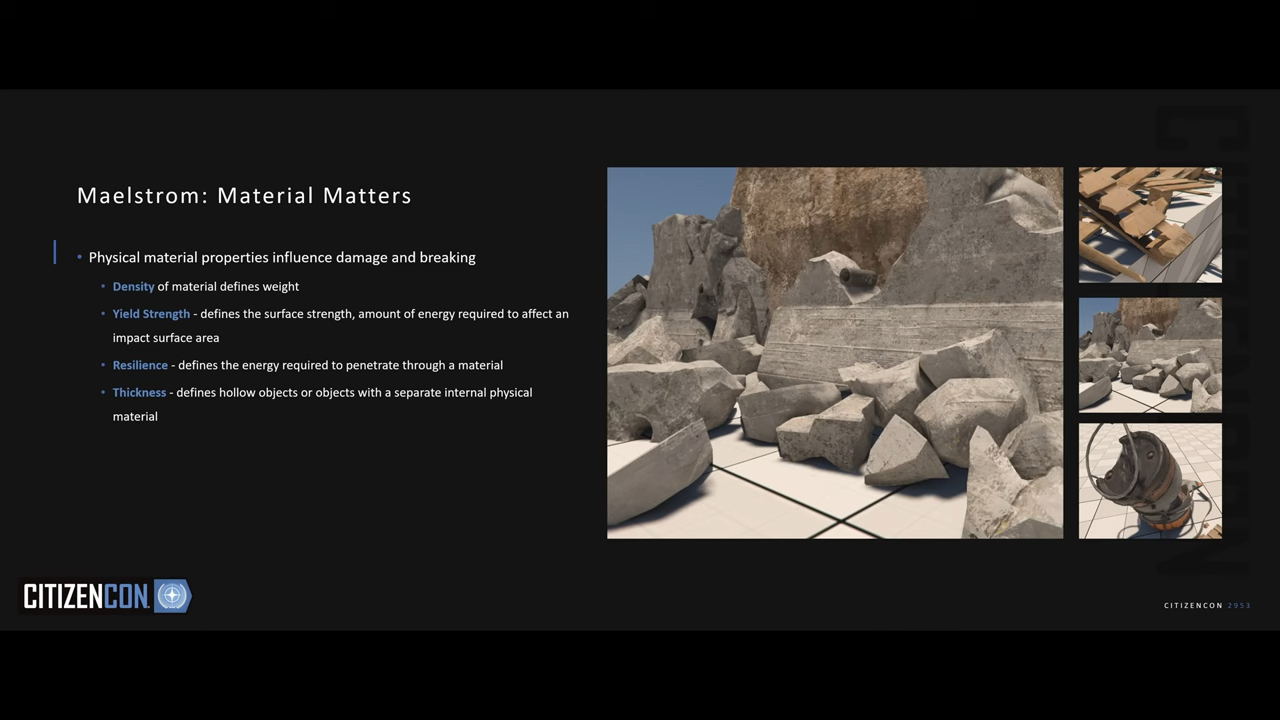 Maelstrom: Material Matters
• Physical material properties influence damage and breaking
• Density of material defines weight
• Yield Strength - defines the surface strength, amount of energy required to affect an
impact surface area
• Resilience - defines the energy required to penetrate through a material
• Thickness - defines hollow objects or objects with a separate internal physical
material
CITIZENCON
CITIZENCON
CITIZENCON 2953